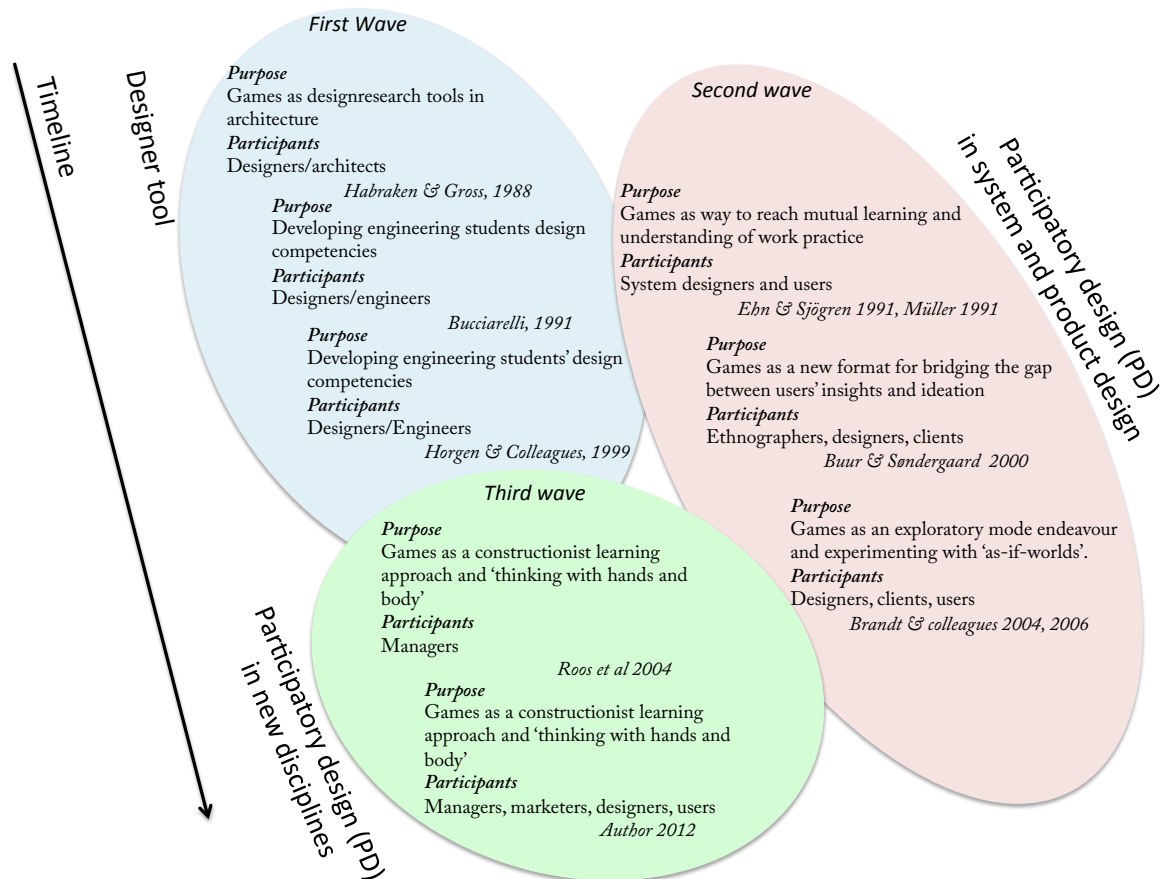 First Wave
Purpose
Games as designresearch tools in
architecture
Participants
Designers/architects
Habraken & Gross, 1988
Purpose
Developing engineering students design
competencies
Participants
Designers/engineers
Bucciarelli, 1991
Purpose
Developing engineering students’ design
competencies
Participants
Designers/Engineers
Horgen & Colleagues, 1999
Designer tool
Timeline
Second wave
Purpose
Games as way to reach mutual learning and
understanding of work practice
Participants
System designers and users
Ehn & Sjögren 1991, Müller 1991
Purpose
Games as a new format for bridging the gap
between users’ insights and ideation
Participants
Ethnographers, designers, clients
Buur & Søndergaard 2000
Purpose
Games as an exploratory mode endeavour
and experimenting with ‘as-if-worlds’.
Participants
Designers, clients, users
Brandt & colleagues 2004, 2006
Participatory design (PD)
in system and product design
Third wave
Purpose
Games as a constructionist learning
approach and ‘thinking with hands and
body’
Participants
Managers
Roos et al 2004
Purpose
Games as a constructionist learning
approach and ‘thinking with hands and
body’
Participants
Managers, marketers, designers, users
Author 2012
Participatory design (PD)
in new disciplines